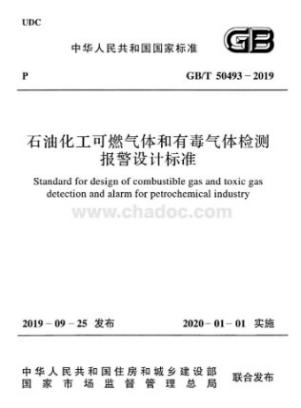 UDC
中华人民共和国国家标准
GB
P
GB/T 50493-2019
石油化工可燃气体和有毒气体检测
报警设计标准
Standard for design of combustible gas and toxic gas
detection and alarm for petrochemical industry
www.chadoc.com
2019-09-25 发布
2020-01-01 实施
中华人民共和国住房和城乡建设部
国家市场监督管理总局
联合发布